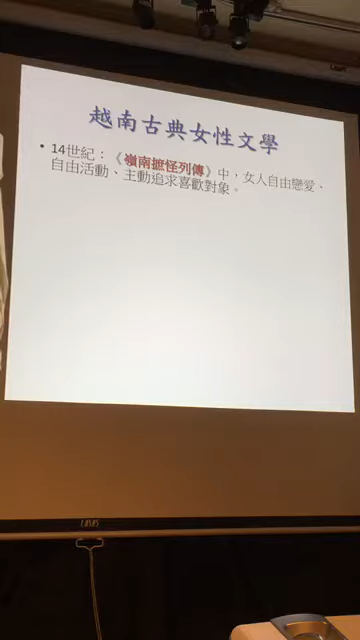 越南古典女性文學
• 14世紀：《嶺南摭怪列傳》中，女人自由戀愛、
自由活動、主動追求喜歡對象。